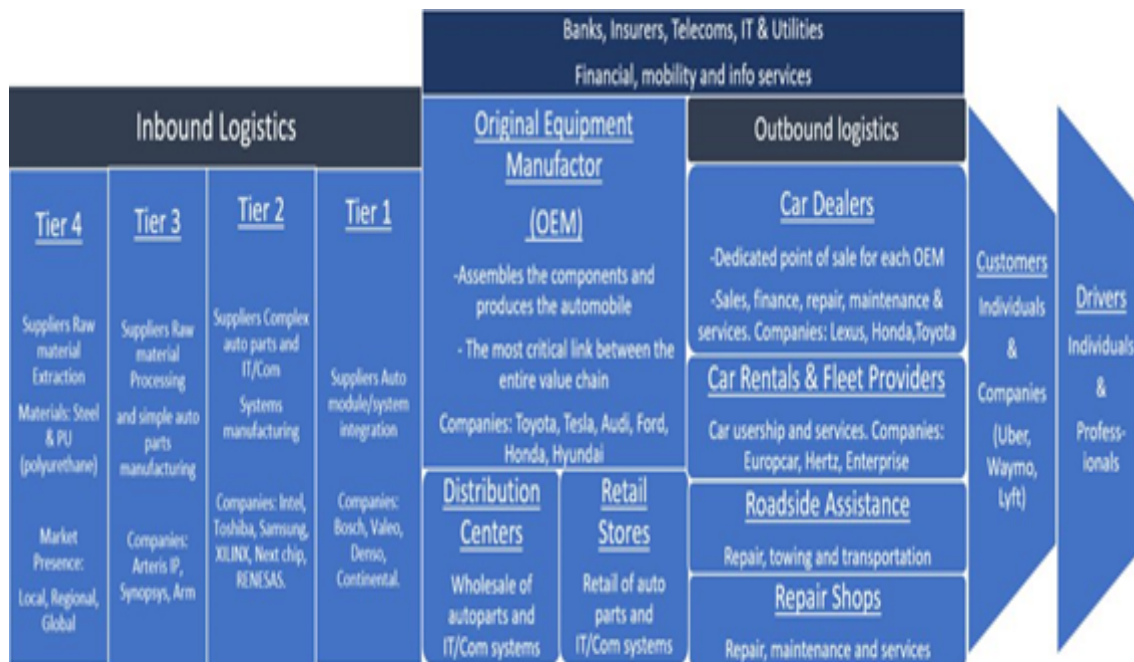 Banks, Insurers, Telecoms, IT & Utilities
Financial, mobility and info services
Inbound Logistics
Tier 4
Suppliers Raw
material
Extraction
Materials: Steel
& PU
(polyurethane)
Market
Presence:
Local, Regional,
Global
Tier 3
Suppliers Raw
material
Processing
and simple auto
parts
manufacturing
Companies:
Arteris IP,
Synopsys, Arm
Tier 2
Suppliers Complex
auto parts and
IT/Com
Systems
manufacturing
Companies: Intel,
Toshiba, Samsung,
XILINX, Next chip,
RENESAS.
Tier 1
Suppliers Auto
module/system
integration
Companies:
Bosch, Valeo,
Denso,
Continental.
Original Equipment
Manufactor
(OEM)
-Assembles the components and
produces the automobile
- The most critical link between the
entire value chain
Companies: Toyota, Tesla, Audi, Ford,
Honda, Hyundai
Distribution
Centers
Wholesale of
autoparts and
IT/Com systems
Retail
Stores
Retail of auto
parts and
IT/Com systems
Outbound logistics
Car Dealers
-Dedicated point of sale for each OEM
-Sales, finance, repair, maintenance &
services. Companies: Lexus, Honda,Toyota
Car Rentals & Fleet Providers
Car usership and services. Companies:
Europcar, Hertz, Enterprise
Roadside Assistance
Repair, towing and transportation
Repair Shops
Repair, maintenance and services
Customers
Individuals
&
Companies
(Uber,
Waymo,
Lyft)
Drivers
Individuals
&
Profess-
ionals